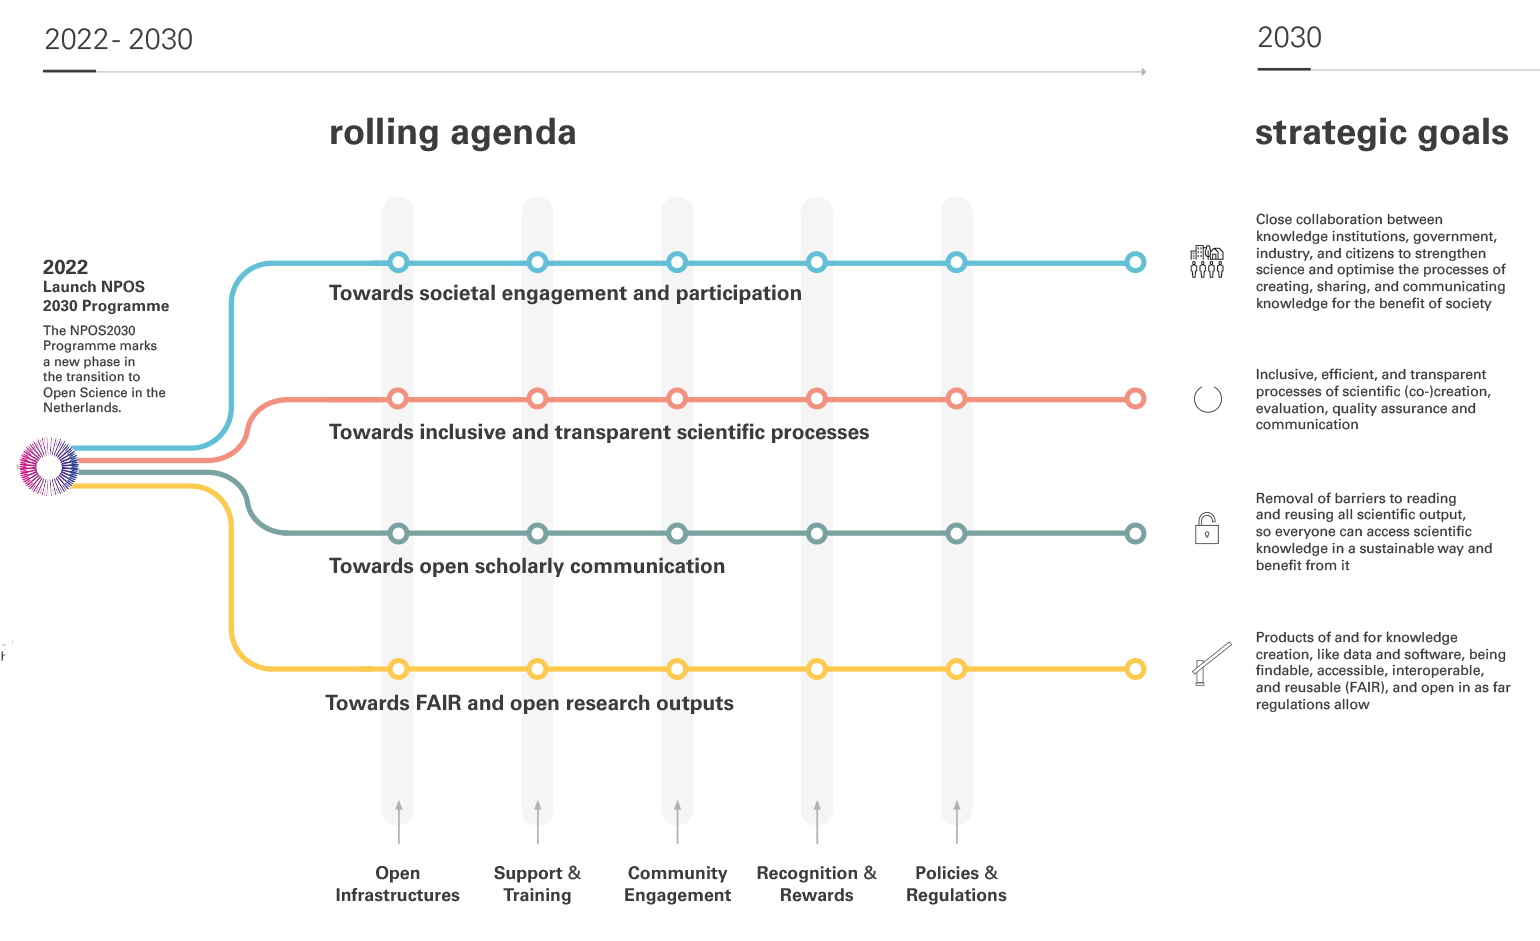 2022 - 2030
2030
rolling agenda
strategic goals
2022
Launch NPOS
2030 Programme
The NPOS2030
Programme marks
a new phase in
the transition to
Open Science in the
Netherlands.
Towards societal engagement and participation
Close collaboration between
knowledge institutions, government,
industry, and citizens to strengthen
science and optimise the processes of
creating, sharing, and communicating
knowledge for the benefit of society
Towards inclusive and transparent scientific processes
Inclusive, efficient, and transparent
processes of scientific (co-)creation,
evaluation, quality assurance and
communication
Towards open scholarly communication
Removal of barriers to reading
and reusing all scientific output,
so everyone can access scientific
knowledge in a sustainable way and
benefit from it
Towards FAIR and open research outputs
Products of and for knowledge
creation, like data and software, being
findable, accessible, interoperable,
and reusable (FAIR), and open in as far
regulations allow
Open
Infrastructures
Support &
Training
Community
Engagement
Recognition &
Rewards
Policies &
Regulations